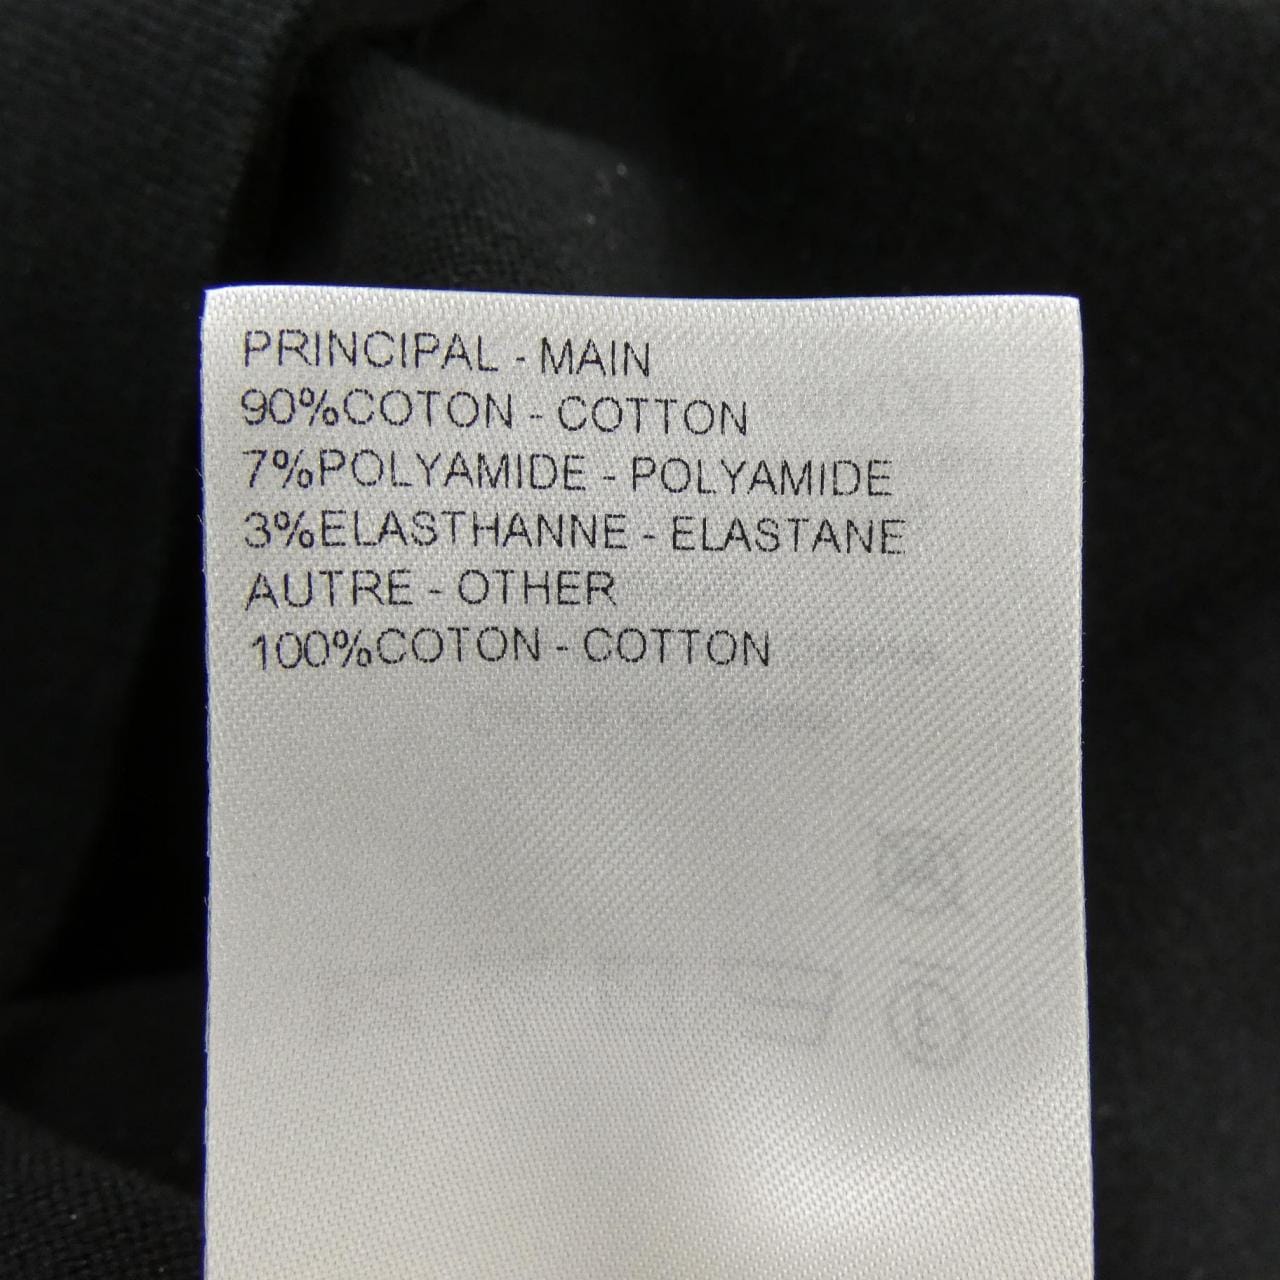 PRINCIPAL - MAIN
90%COTON - COTTON
7%POLYAMIDE - POLYAMIDE
3%ELASTHANNE - ELASTANE
AUTRE - OTHER
100%COTON - COTTON